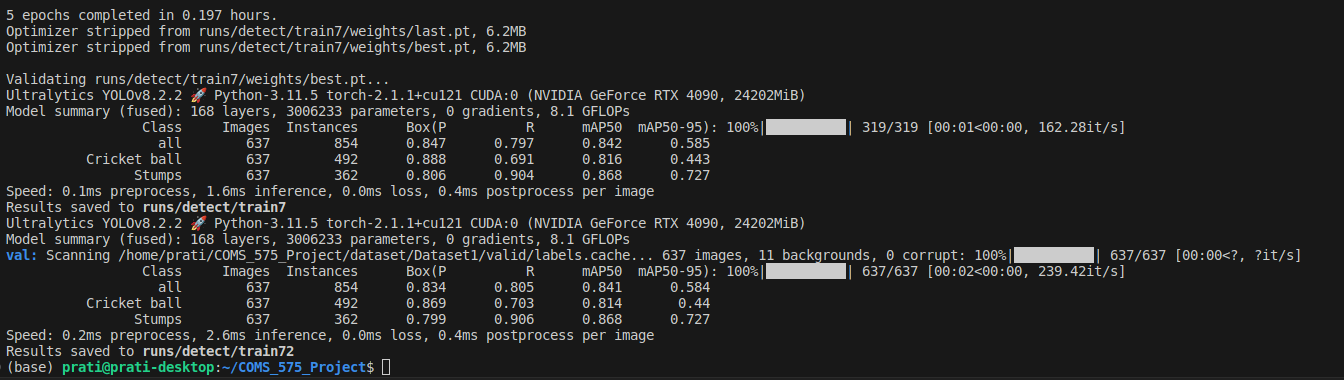 5 epochs completed in 0.197 hours.
Optimizer stripped from runs/detect/train7/weights/last.pt, 6.2MB
Optimizer stripped from runs/detect/train7/weights/best.pt, 6.2MB
Validating runs/detect/train7/weights/best.pt...
Ultralytics YOLOv8.2.2 🚀 Python-3.11.5 torch-2.1.1+cu121 CUDA:0 (NVIDIA GeForce RTX 4090, 24202MiB)
Model summary (fused): 168 layers, 3006233 parameters, 0 gradients, 8.1 GFLOPs
Class Images Instances Box(P R mAP50 mAP50-95): 100%|██████████| 319/319 [00:01<00:00, 162.28it/s]
all 637 854 0.847 0.797 0.842 0.585
Cricket ball 637 492 0.888 0.691 0.816 0.443
Stumps 637 362 0.806 0.904 0.868 0.727
Speed: 0.1ms preprocess, 1.6ms inference, 0.0ms loss, 0.4ms postprocess per image
Results saved to runs/detect/train7
Ultralytics YOLOv8.2.2 🚀 Python-3.11.5 torch-2.1.1+cu121 CUDA:0 (NVIDIA GeForce RTX 4090, 24202MiB)
Model summary (fused): 168 layers, 3006233 parameters, 0 gradients, 8.1 GFLOPs
val: Scanning /home/prati/COMS_575_Project/dataset/Dataset1/valid/labels.cache... 637 images, 11 backgrounds, 0 corrupt: 100%|██████████| 637/637 [00:00<?, ?it/s]
Class Images Instances Box(P R mAP50 mAP50-95): 100%|██████████| 637/637 [00:02<00:00, 239.42it/s]
all 637 854 0.834 0.805 0.841 0.584
Cricket ball 637 492 0.869 0.703 0.814 0.44
Stumps 637 362 0.799 0.906 0.868 0.727
Speed: 0.2ms preprocess, 2.6ms inference, 0.0ms loss, 0.4ms postprocess per image
Results saved to runs/detect/train72
(base) prati@prati-desktop:~/COMS_575_Project$